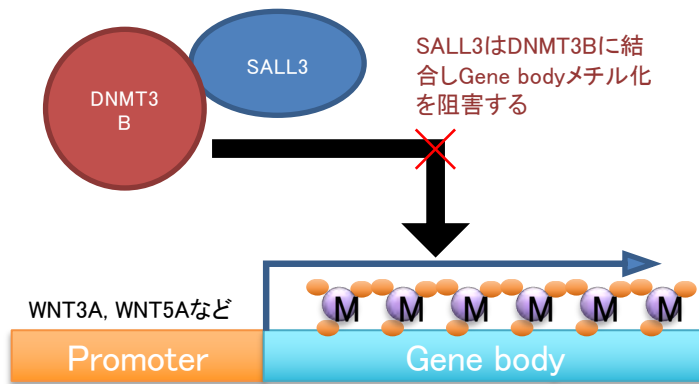 SALL3
DNMT3
B
SALL3はDNMT3Bに結
合しGene bodyメチル化
を阻害する
WNT3A, WNT5Aなど
M M M M M M
Promoter
Gene body